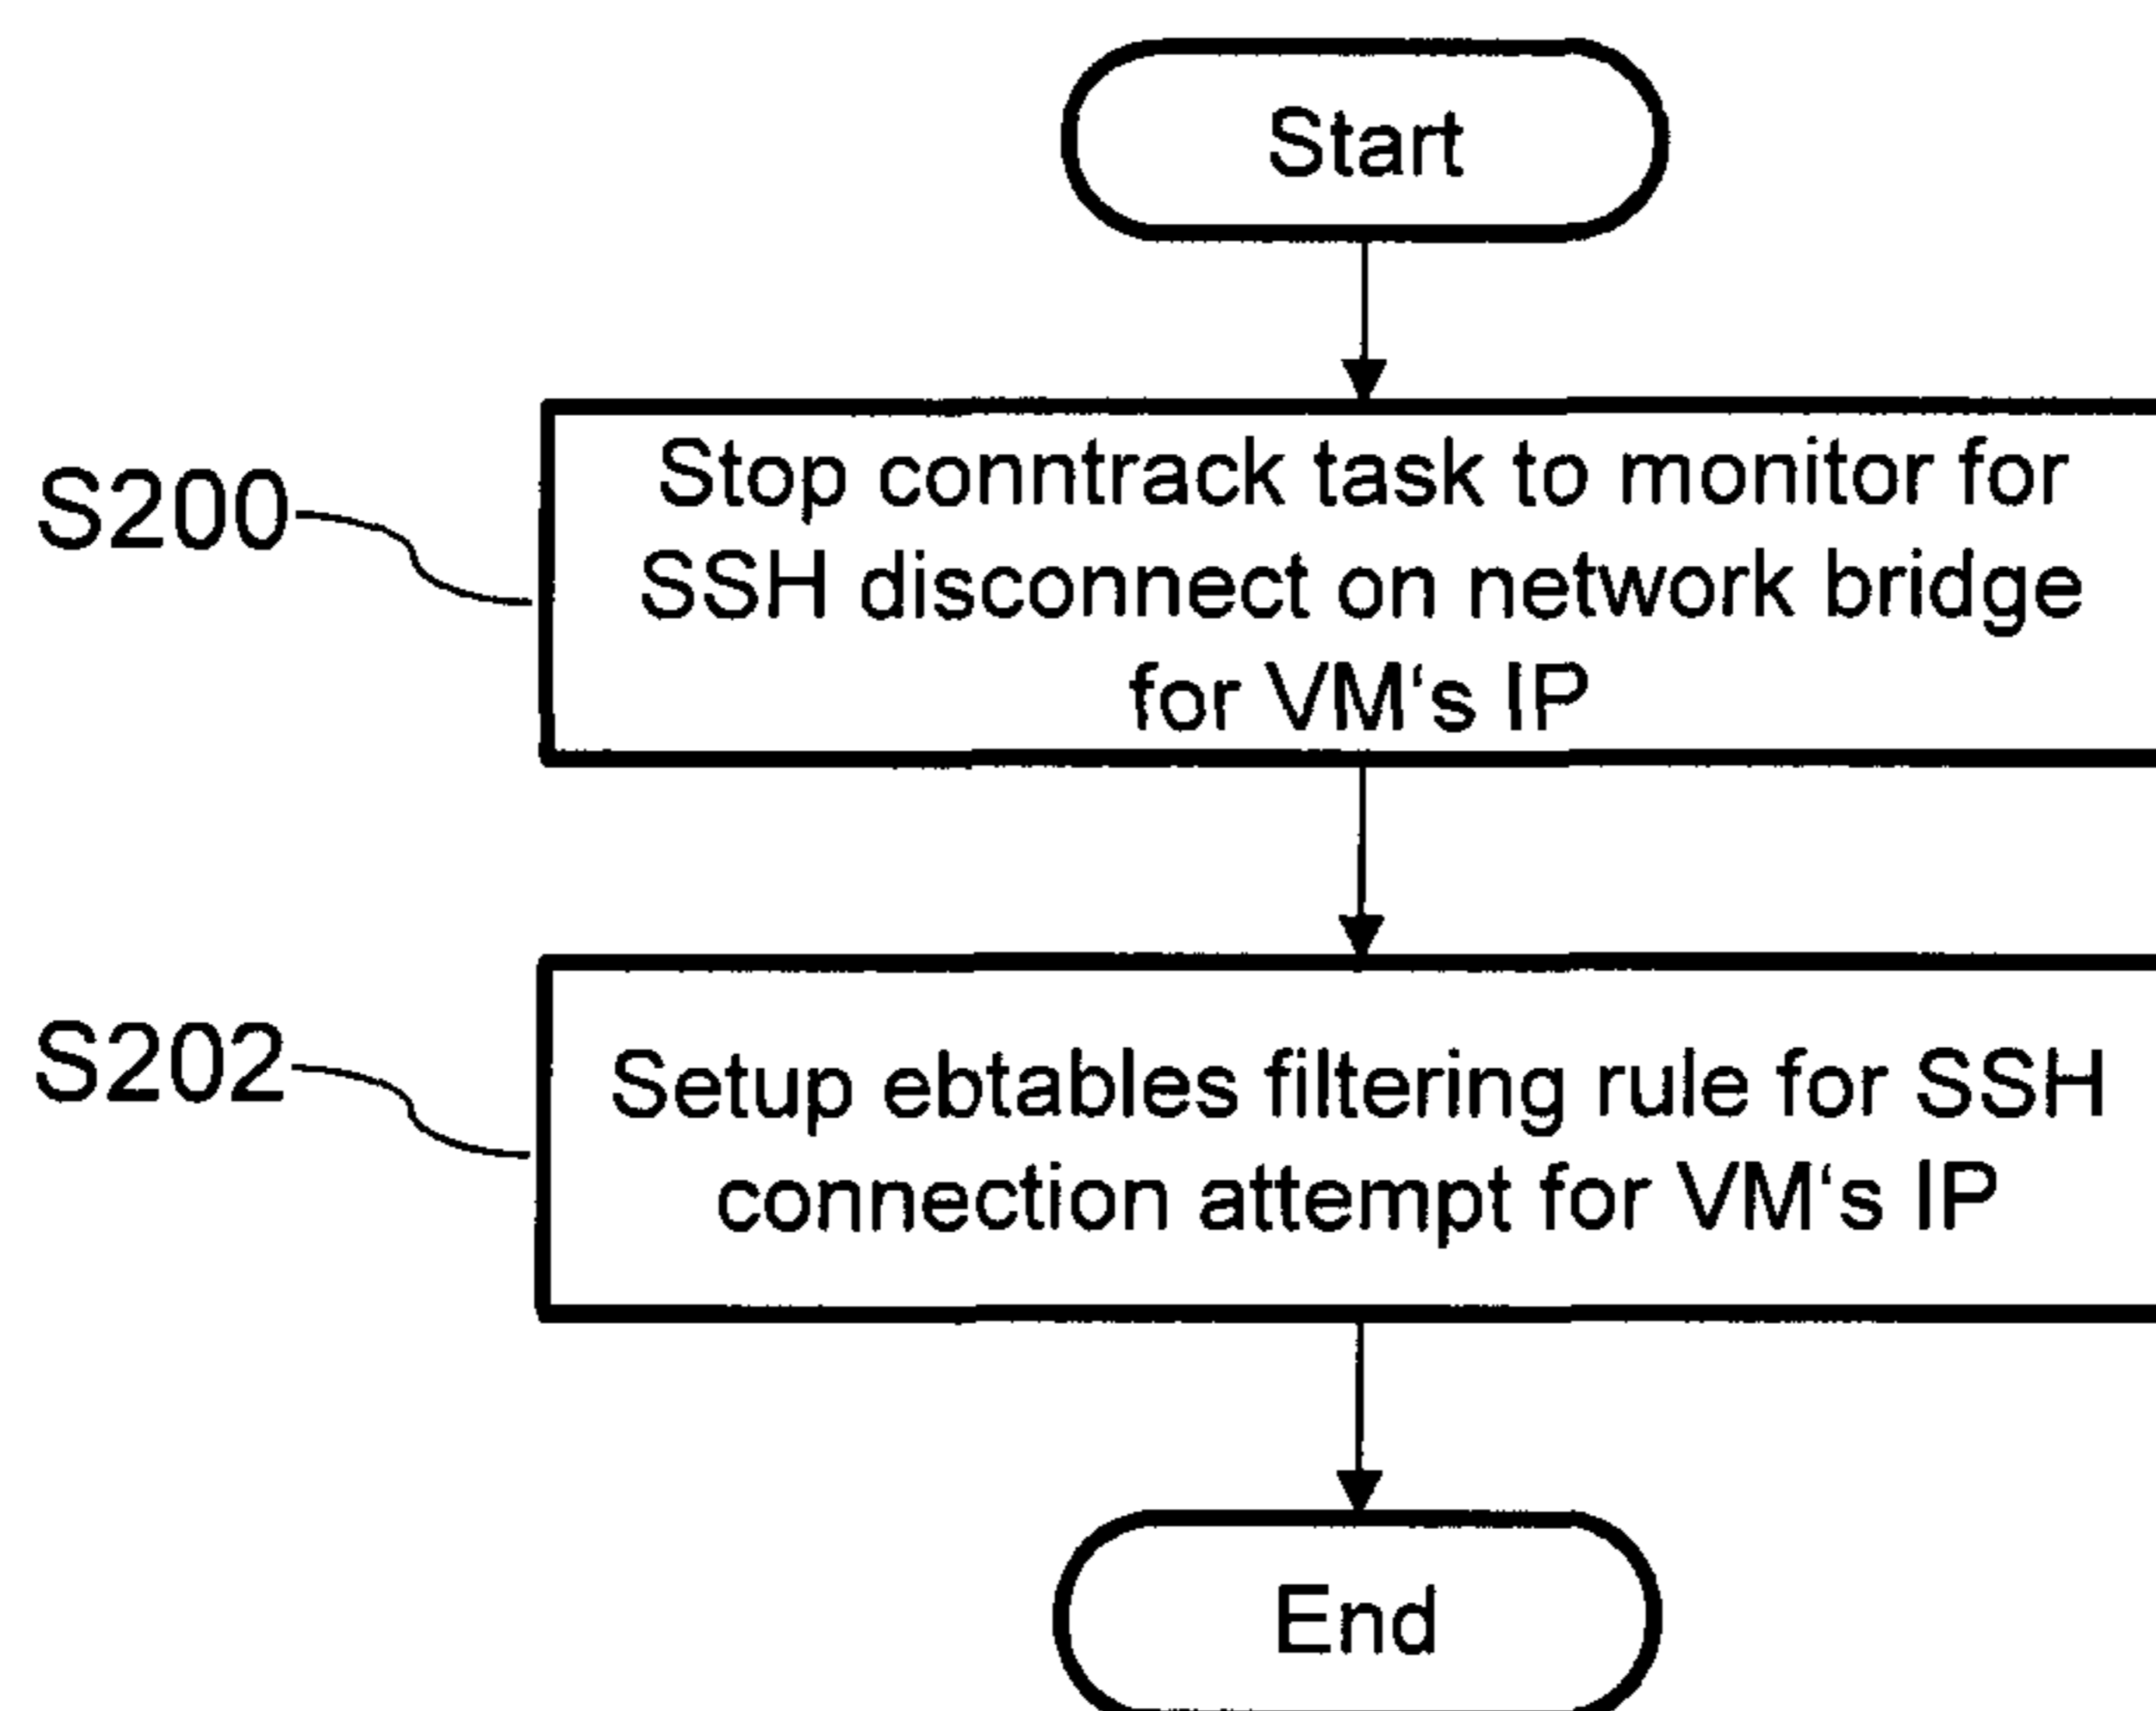 Start
S200
Stop conntrack task to monitor for
SSH disconnect on network bridge
for VM‘s IP
S202
Setup ebtables filtering rule for SSH
connection attempt for VM‘s IP
End